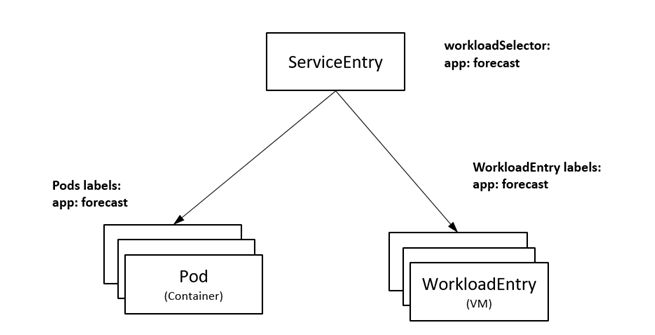 ServiceEntry
workloadSelector:
app: forecast
WorkloadEntry labels:
app: forecast
Pods labels:
app: forecast
Pod
(Container)
WorkloadEntry
(VM)